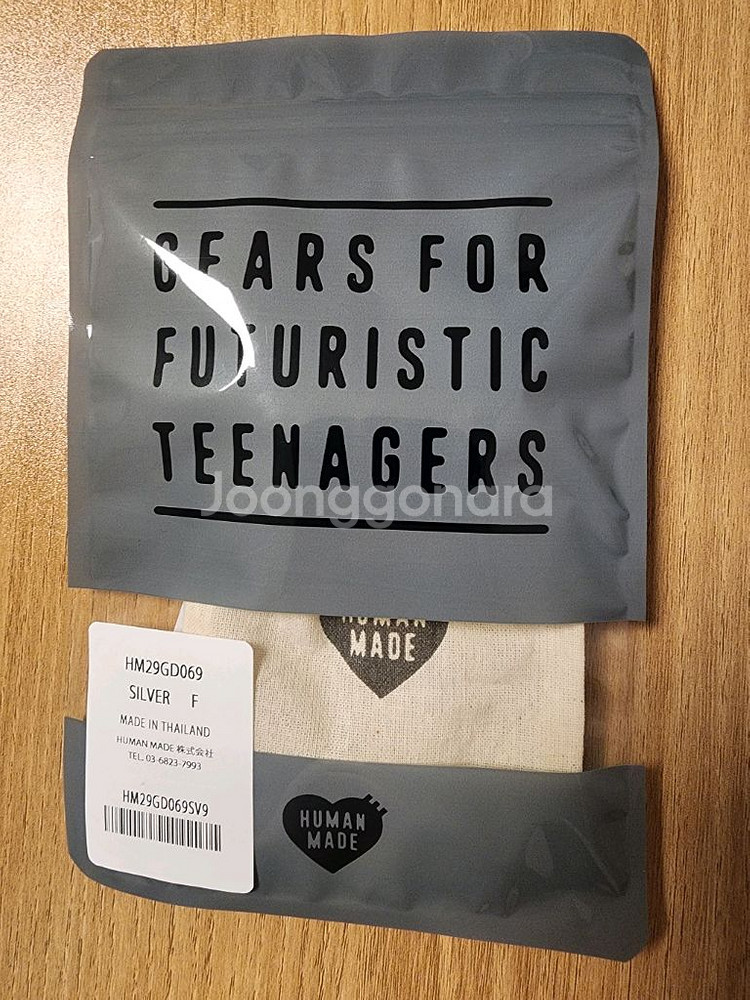 GEARS FOR
FUTURISTIC
TEENAGERS
Joonggonara
HUMAN
MADE
HM29GD069
SILVER F
MADE IN THAILAND
HUMAN MADE 株式会社
TEL. 03-6823-7993
HM29GD069SV9
HUMAN
MADE